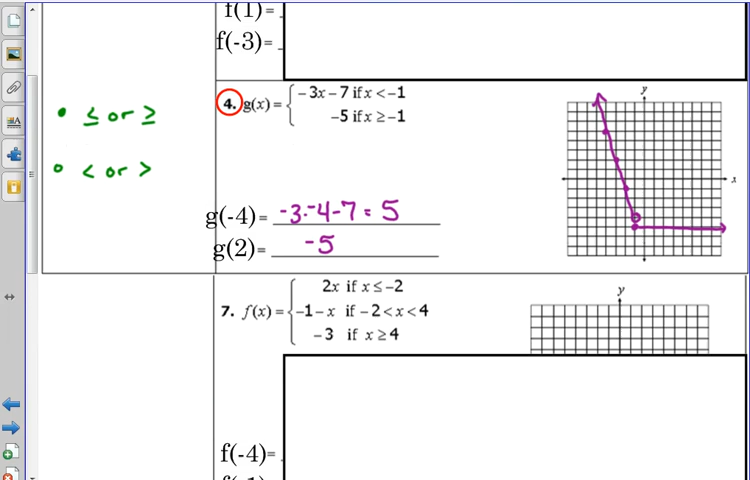 f(1)=
f(-3)=
4. g(x)= { -3x-7 if x < -1
-5 if x ≥ -1
• ≤ or ≥
∘ < or >
g(-4)= -3·-4-7 = 5
g(2)= -5
y
x
7. f(x)= { 2x if x ≤ -2
-1-x if -2 < x < 4
-3 if x ≥ 4
y
f(-4)=